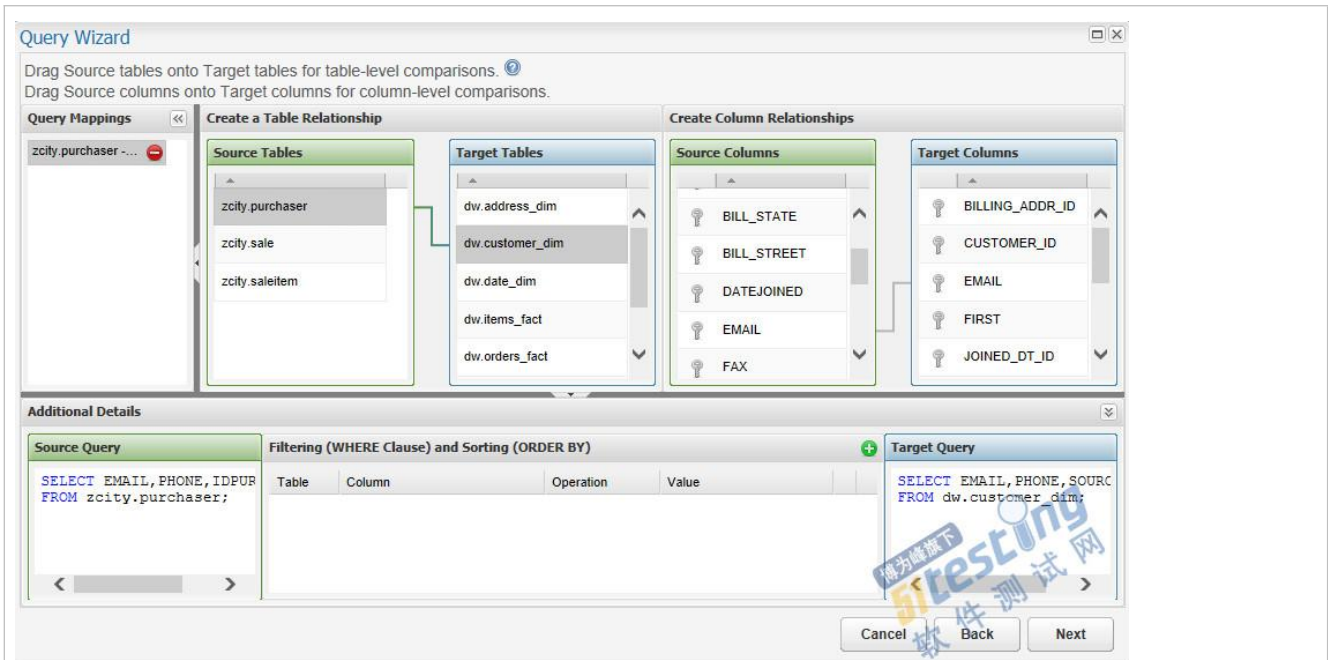 Query Wizard
Drag Source tables onto Target tables for table-level comparisons.
Drag Source columns onto Target columns for column-level comparisons.
Query Mappings
Create a Table Relationship
Create Column Relationships
zcity.purchaser -...
Source Tables
zcity.purchaser
zcity.sale
zcity.saleitem
Target Tables
dw.address_dim
dw.customer_dim
dw.date_dim
dw.items_fact
dw.orders_fact
Source Columns
BILL_STATE
BILL_STREET
DATEJOINED
EMAIL
FAX
Target Columns
BILLING_ADDR_ID
CUSTOMER_ID
EMAIL
FIRST
JOINED_DT_ID
Additional Details
Source Query
SELECT EMAIL,PHONE,IDPUR
FROM zcity.purchaser;
Filtering (WHERE Clause) and Sorting (ORDER BY)
Table Column Operation Value
Target Query
SELECT EMAIL,PHONE,SOURC
FROM dw.customer_dim;
博为峰旗下
51testing
软件测试网
Cancel
Back
Next